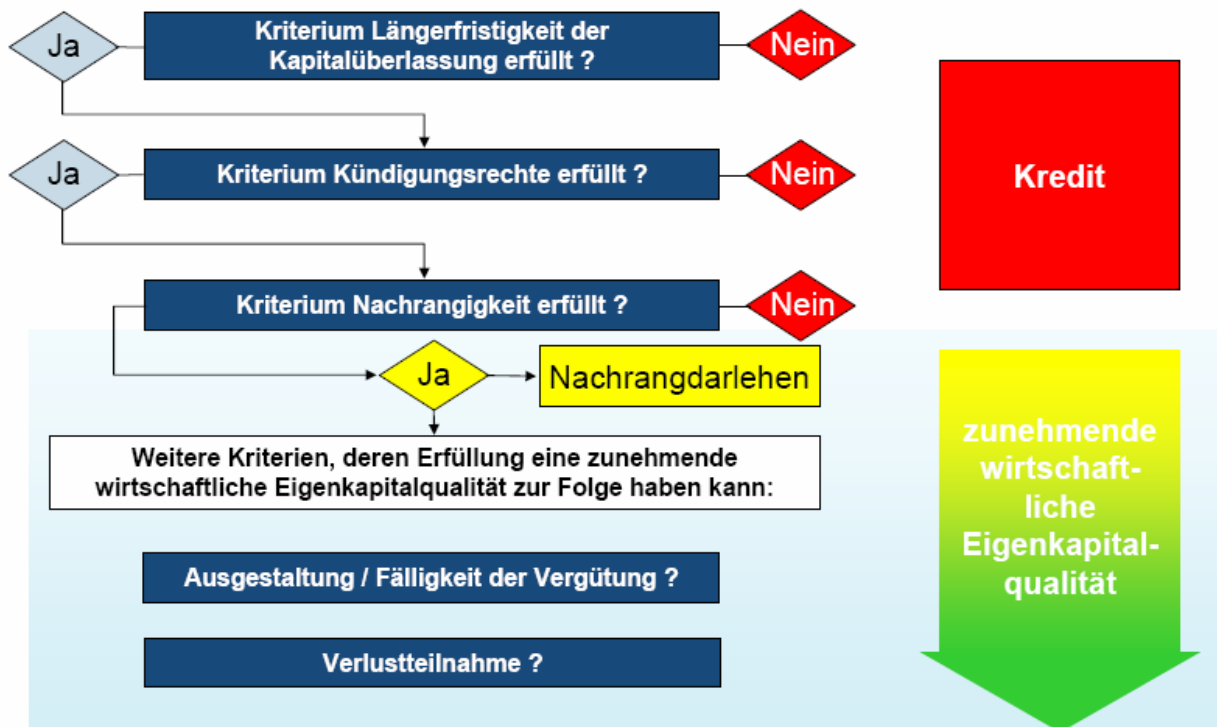 Ja
Kriterium Längerfristigkeit der
Kapitalüberlassung erfüllt ?
Nein
Ja
Kriterium Kündigungsrechte erfüllt ?
Nein
Kredit
Kriterium Nachrangigkeit erfüllt ?
Nein
Ja
Nachrangdarlehen
Weitere Kriterien, deren Erfüllung eine zunehmende
wirtschaftliche Eigenkapitalqualität zur Folge haben kann:
Ausgestaltung / Fälligkeit der Vergütung ?
Verlustteilnahme ?
zunehmende
wirtschaft-
liche
Eigenkapital-
qualität